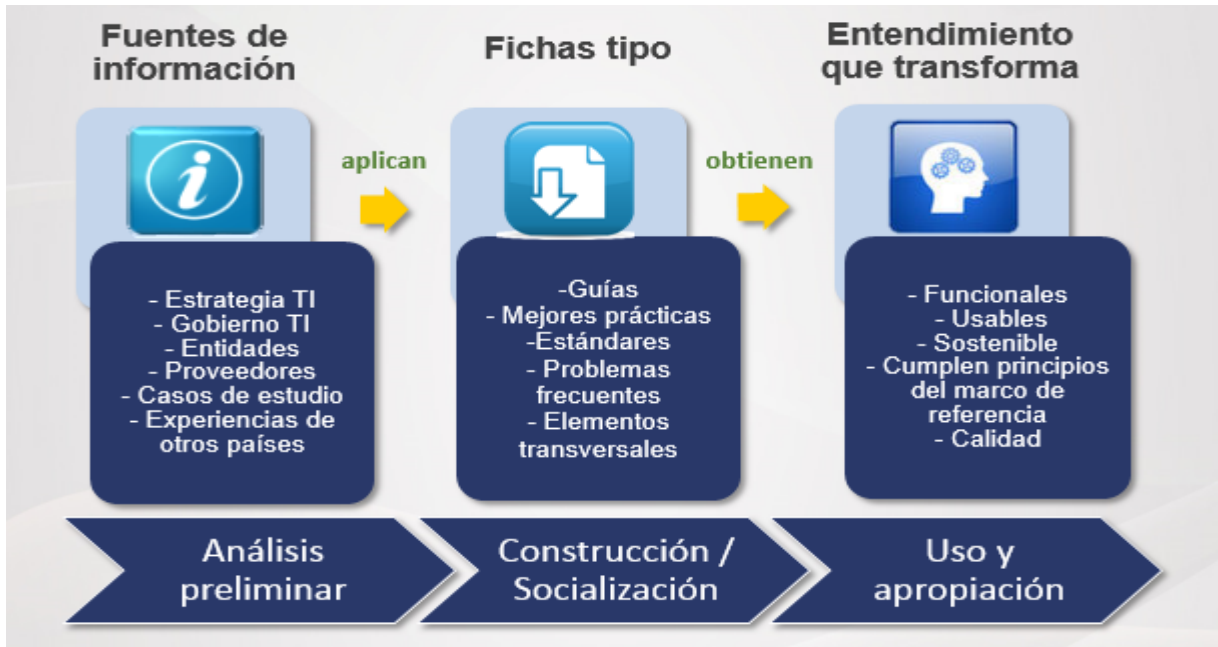 Fuentes de
información
aplican
- Estrategia TI
- Gobierno TI
- Entidades
- Proveedores
- Casos de estudio
- Experiencias de
otros países
Análisis
preliminar
Fichas tipo
obtienen
-Guías
- Mejores prácticas
-Estándares
- Problemas
frecuentes
- Elementos
transversales
Construcción /
Socialización
Entendimiento
que transforma
- Funcionales
- Usables
- Sostenible
- Cumplen principios
del marco de
referencia
- Calidad
Uso y
apropiación